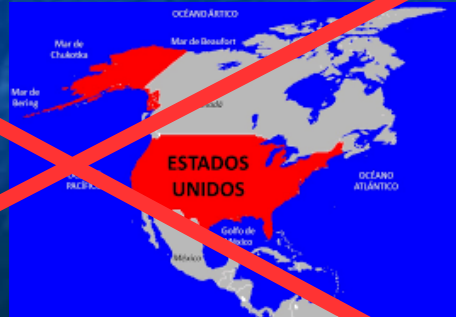 OCÉANO ÁRTICO
Mar de
Chukotka
Mar de Beaufort
Mar de
Bering
ESTADOS
UNIDOS
PACÍFICO
OCÉANO
ATLÁNTICO
Golfo de
México
México